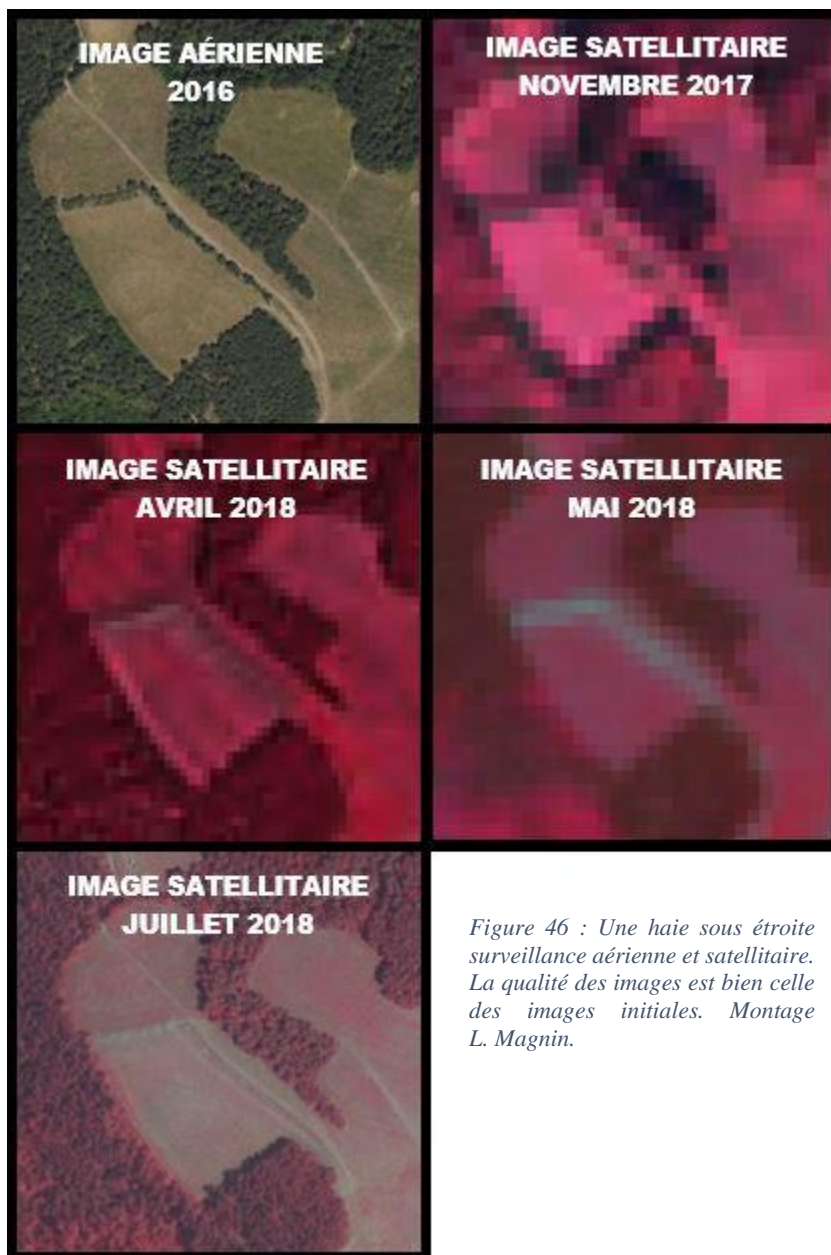 IMAGE AÉRIENNE
2016
IMAGE SATELLITAIRE
NOVEMBRE 2017
IMAGE SATELLITAIRE
AVRIL 2018
IMAGE SATELLITAIRE
MAI 2018
IMAGE SATELLITAIRE
JUILLET 2018
Figure 46 : Une haie sous étroite
surveillance aérienne et satellitaire.
La qualité des images est bien celle
des images initiales. Montage
L. Magnin.